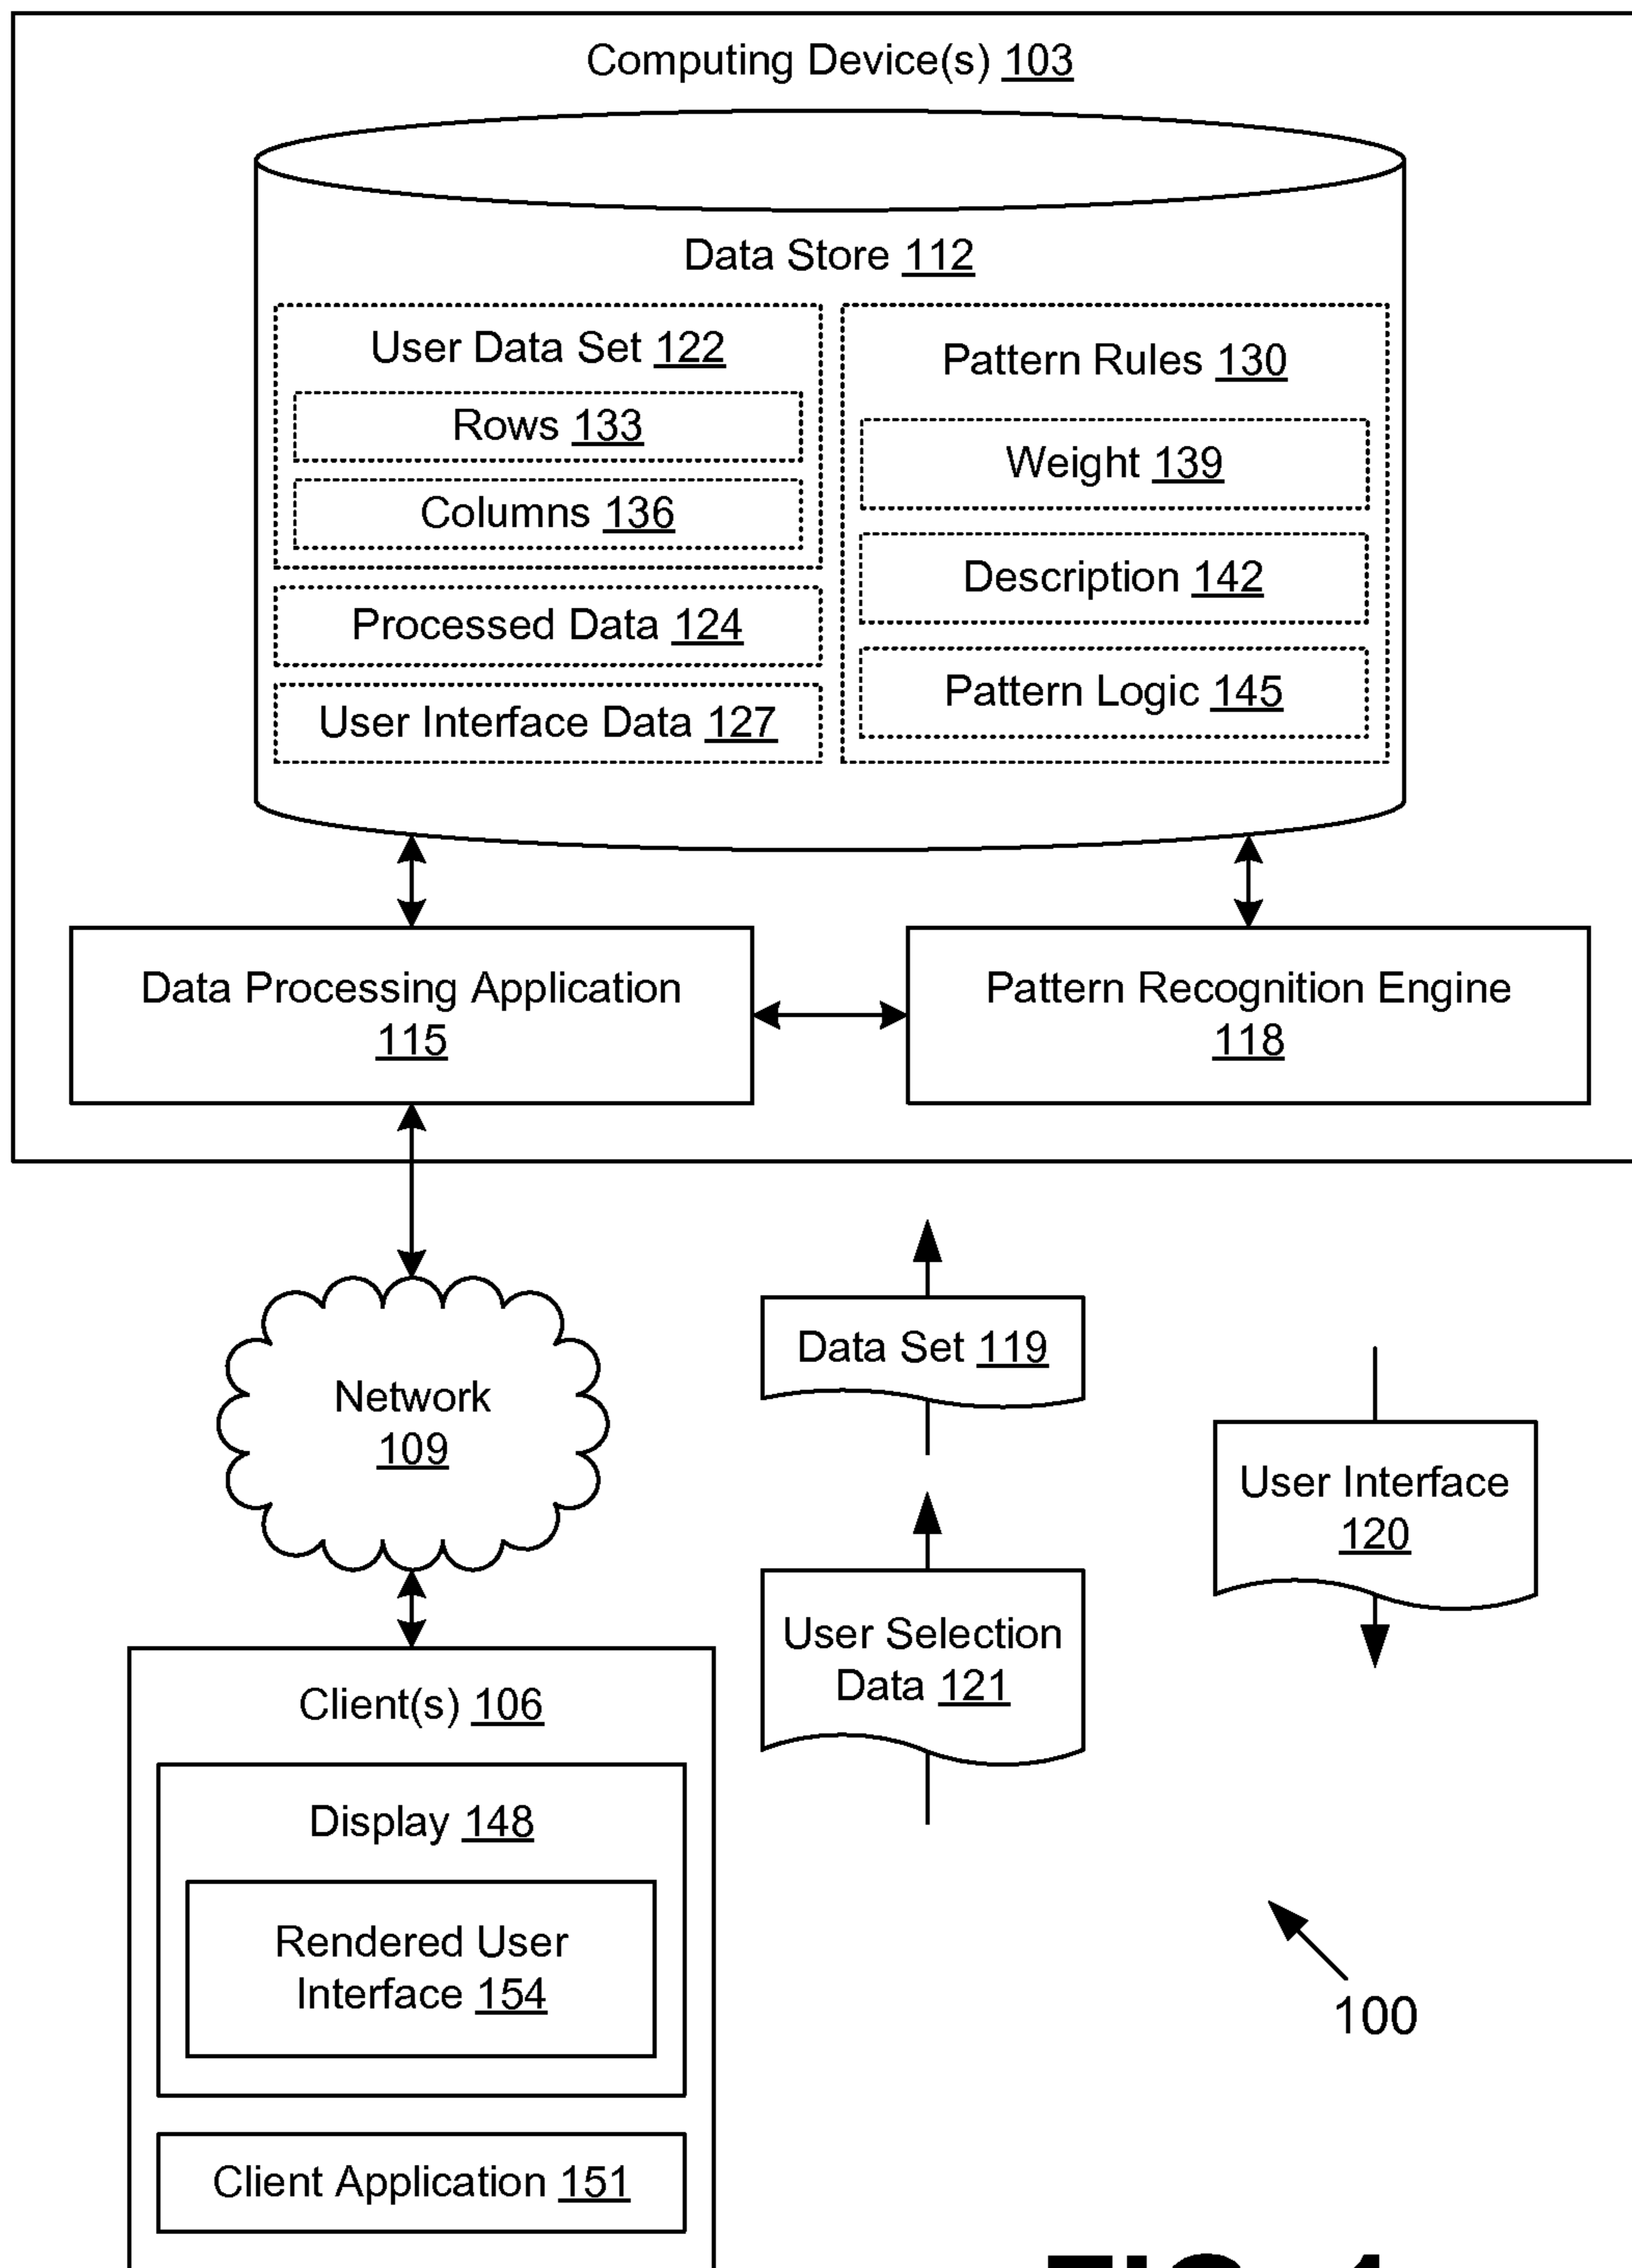 Computing Device(s) 103
Data Store 112
User Data Set 122
Rows 133
Columns 136
Processed Data 124
User Interface Data 127
Pattern Rules 130
Weight 139
Description 142
Pattern Logic 145
Data Processing Application
115
Pattern Recognition Engine
118
Network
109
Data Set 119
User Selection
Data 121
User Interface
120
Client(s) 106
Display 148
Rendered User
Interface 154
Client Application 151
100